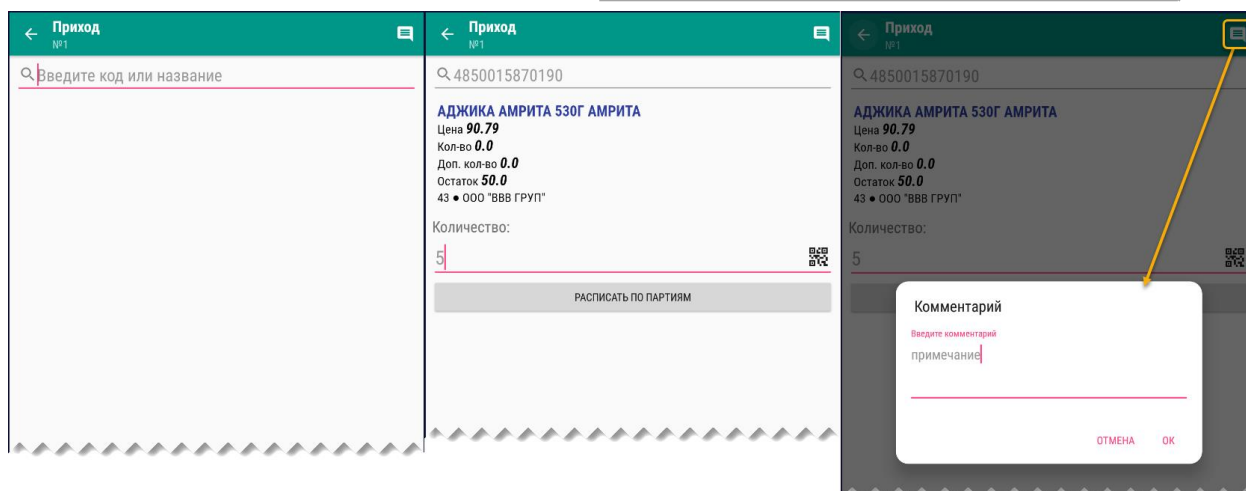 Приход
№1
Введите код или название
Приход
№1
4850015870190
АДЖИКА АМРИТА 530Г АМРИТА
Цена 90.79
Кол-во 0.0
Доп. кол-во 0.0
Остаток 50.0
43 ● ООО "ВВВ ГРУП"
Количество:
5
РАСПИСАТЬ ПО ПАРТИЯМ
Приход
№1
4850015870190
АДЖИКА АМРИТА 530Г АМРИТА
Цена 90.79
Кол-во 0.0
Доп. кол-во 0.0
Остаток 50.0
43 ● ООО "ВВВ ГРУП"
Количество:
5
Комментарий
Введите комментарий
примечание
ОТМЕНА ОК